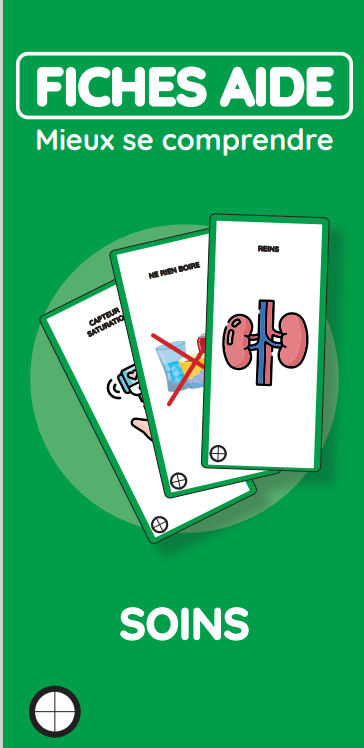 FICHES AIDE
Mieux se comprendre
REINS
NE RIEN BOIRE
CAPTEUR
SATURATIO
SOINS